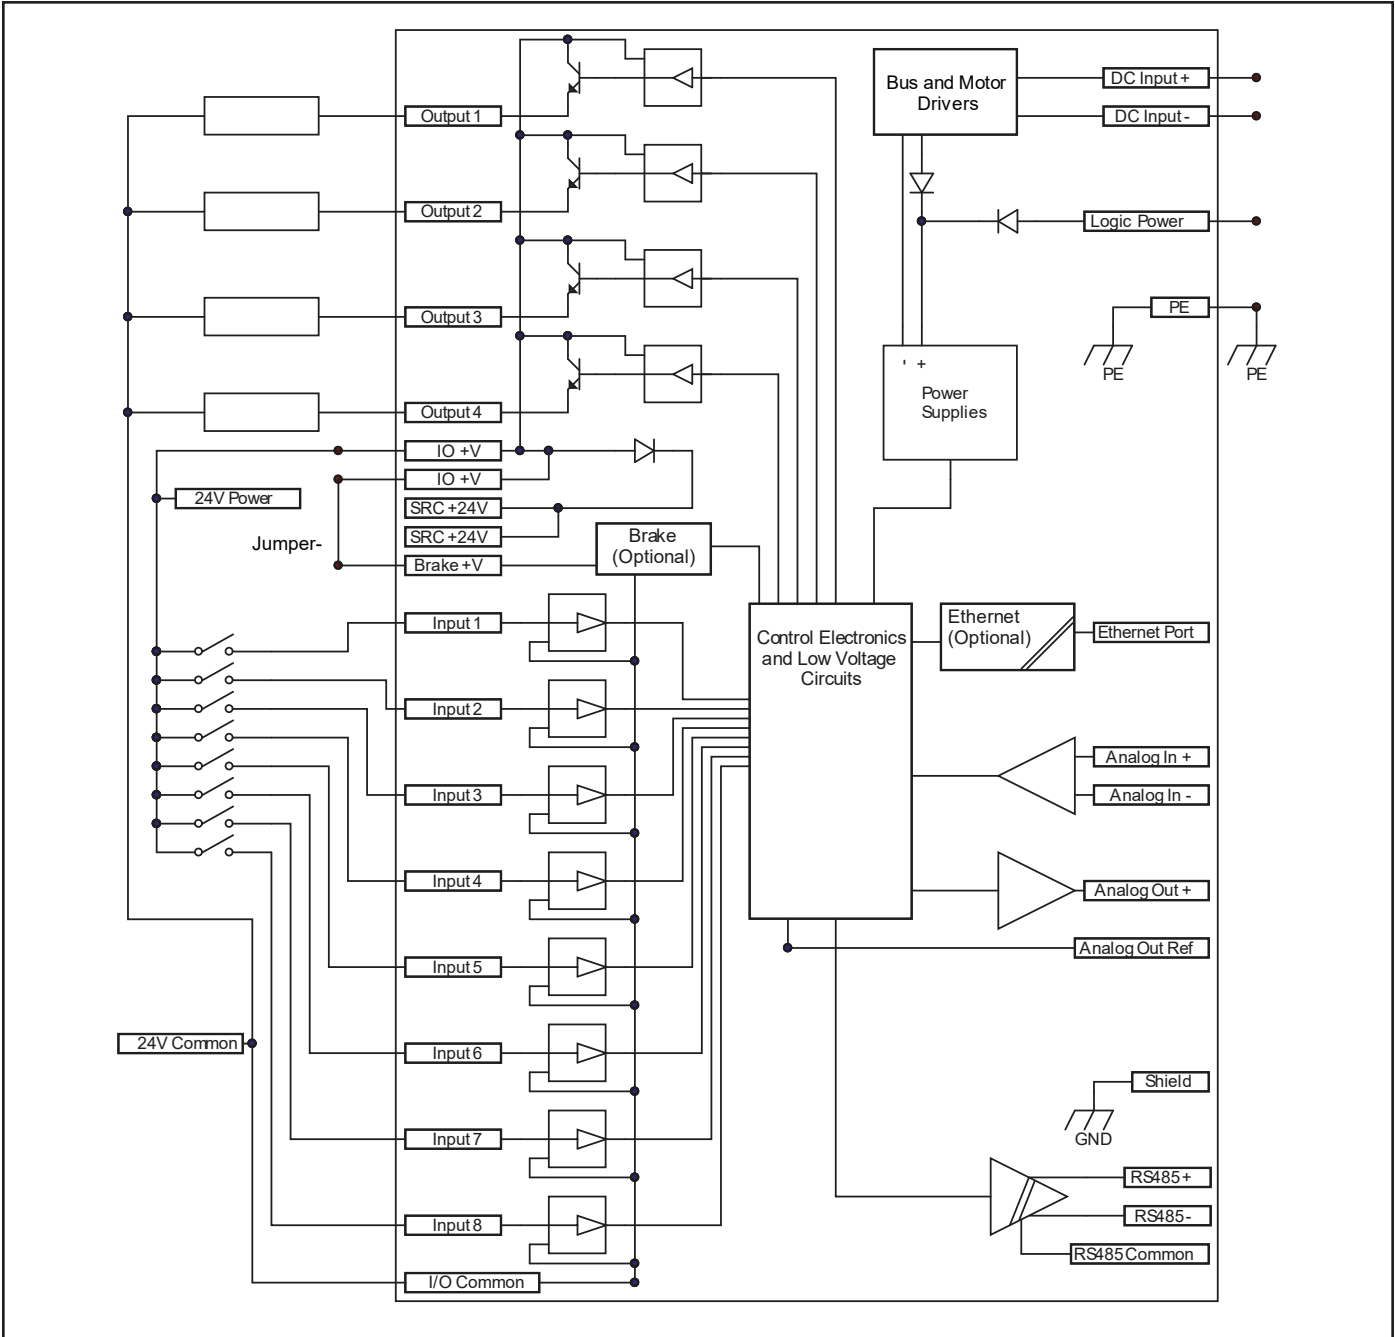 Bus and Motor
Drivers
DC Input +
DC Input -
Output 1
Output 2
Logic Power
Output 3
PE
PE
PE
- +
Power
Supplies
Output 4
IO +V
IO +V
24V Power
SRC +24V
SRC +24V
Jumper-
Brake +V
Brake
(Optional)
Input 1
Control Electronics
and Low Voltage
Circuits
Ethernet
(Optional)
Ethernet Port
Input 2
Analog In +
Input 3
Analog In -
Input 4
Analog Out +
Analog Out Ref
Input 5
24V Common
Input 6
Shield
GND
Input 7
RS485 +
RS485 -
Input 8
RS485 Common
I/O Common